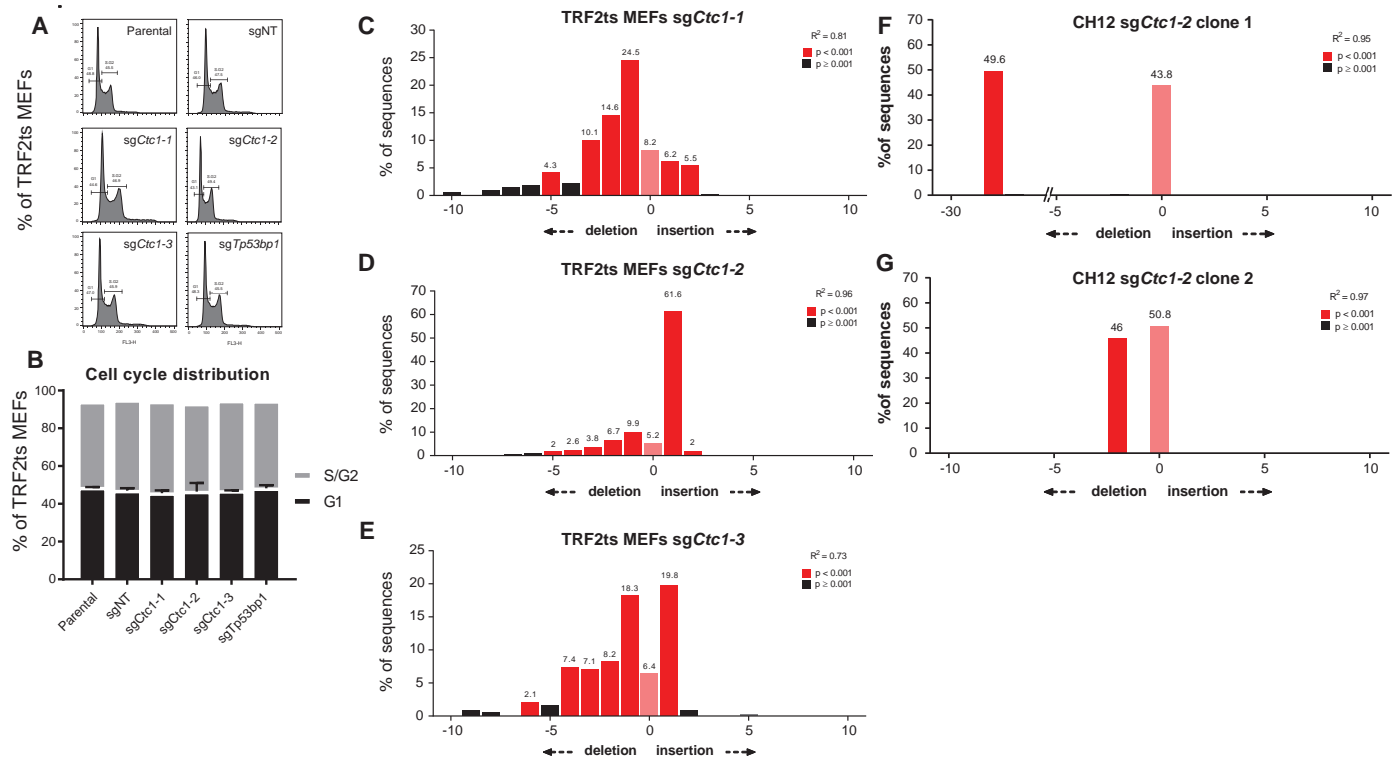 A
% of TRF2ts MEFs
Parental
sgNT
sgCtc1-1
sgCtc1-2
sgCtc1-3
sgTp53bp1
G1
S/G2
FL3-H
FL3-H
B
Cell cycle distribution
% of TRF2ts MEFs
100
80
60
40
20
0
S/G2
G1
Parental
sgNT
sgCtc1-1
sgCtc1-2
sgCtc1-3
sgTp53bp1
C
TRF2ts MEFs sgCtc1-1
% of sequences
R² = 0.81
p < 0.001
p ≥ 0.001
30
25
20
15
10
5
0
4.3
10.1
14.6
24.5
8.2
6.2
5.5
-10 -5 0 5 10
deletion insertion
D
TRF2ts MEFs sgCtc1-2
% of sequences
R² = 0.96
p < 0.001
p ≥ 0.001
70
60
50
40
30
20
10
0
2
2.6
3.8
6.7
9.9
5.2
61.6
2
-10 -5 0 5 10
deletion insertion
E
TRF2ts MEFs sgCtc1-3
% of sequences
R² = 0.73
p < 0.001
p ≥ 0.001
25
20
15
10
5
0
2.1
7.4
7.1
8.2
18.3
6.4
19.8
-10 -5 0 5 10
deletion insertion
F
CH12 sgCtc1-2 clone 1
%of sequences
R² = 0.95
p < 0.001
p ≥ 0.001
70
60
50
40
30
20
10
0
49.6
43.8
-30 -5 0 5 10
deletion insertion
G
CH12 sgCtc1-2 clone 2
%of sequences
R² = 0.97
p < 0.001
p ≥ 0.001
70
60
50
40
30
20
10
0
46
50.8
-10 -5 0 5 10
deletion insertion